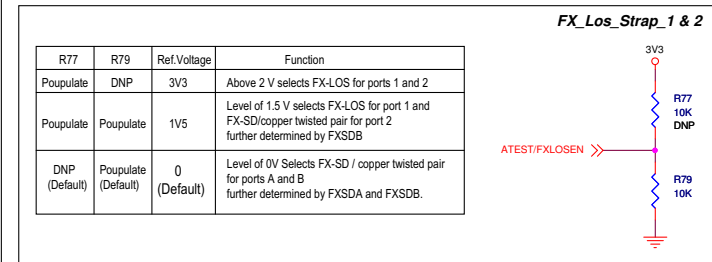 FX_Los_Strap_1 & 2
R77 R79 Ref.Voltage Function
Poupulate DNP 3V3 Above 2 V selects FX-LOS for ports 1 and 2
Poupulate Poupulate 1V5 Level of 1.5 V selects FX-LOS for port 1 and
FX-SD/copper twisted pair for port 2
further determined by FXSDB
DNP
(Default)
Poupulate
(Default)
0
(Default)
Level of 0V Selects FX-SD / copper twisted pair
for ports A and B
further determined by FXSDA and FXSDB.
3V3
R77
10K
DNP
ATEST/FXLOSEN
R79
10K